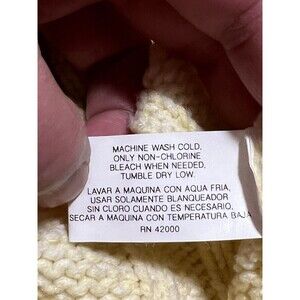 MACHINE WASH COLD,
ONLY NON-CHLORINE
BLEACH WHEN NEEDED,
TUMBLE DRY LOW.
LAVAR A MAQUINA CON AQUA FRIA,
USAR SOLAMENTE BLANQUEADOR
SIN CLORO CUANDO ES NECESARIO,
SECAR A MAQUINA CON TEMPERATURA BAJA
RN 42000